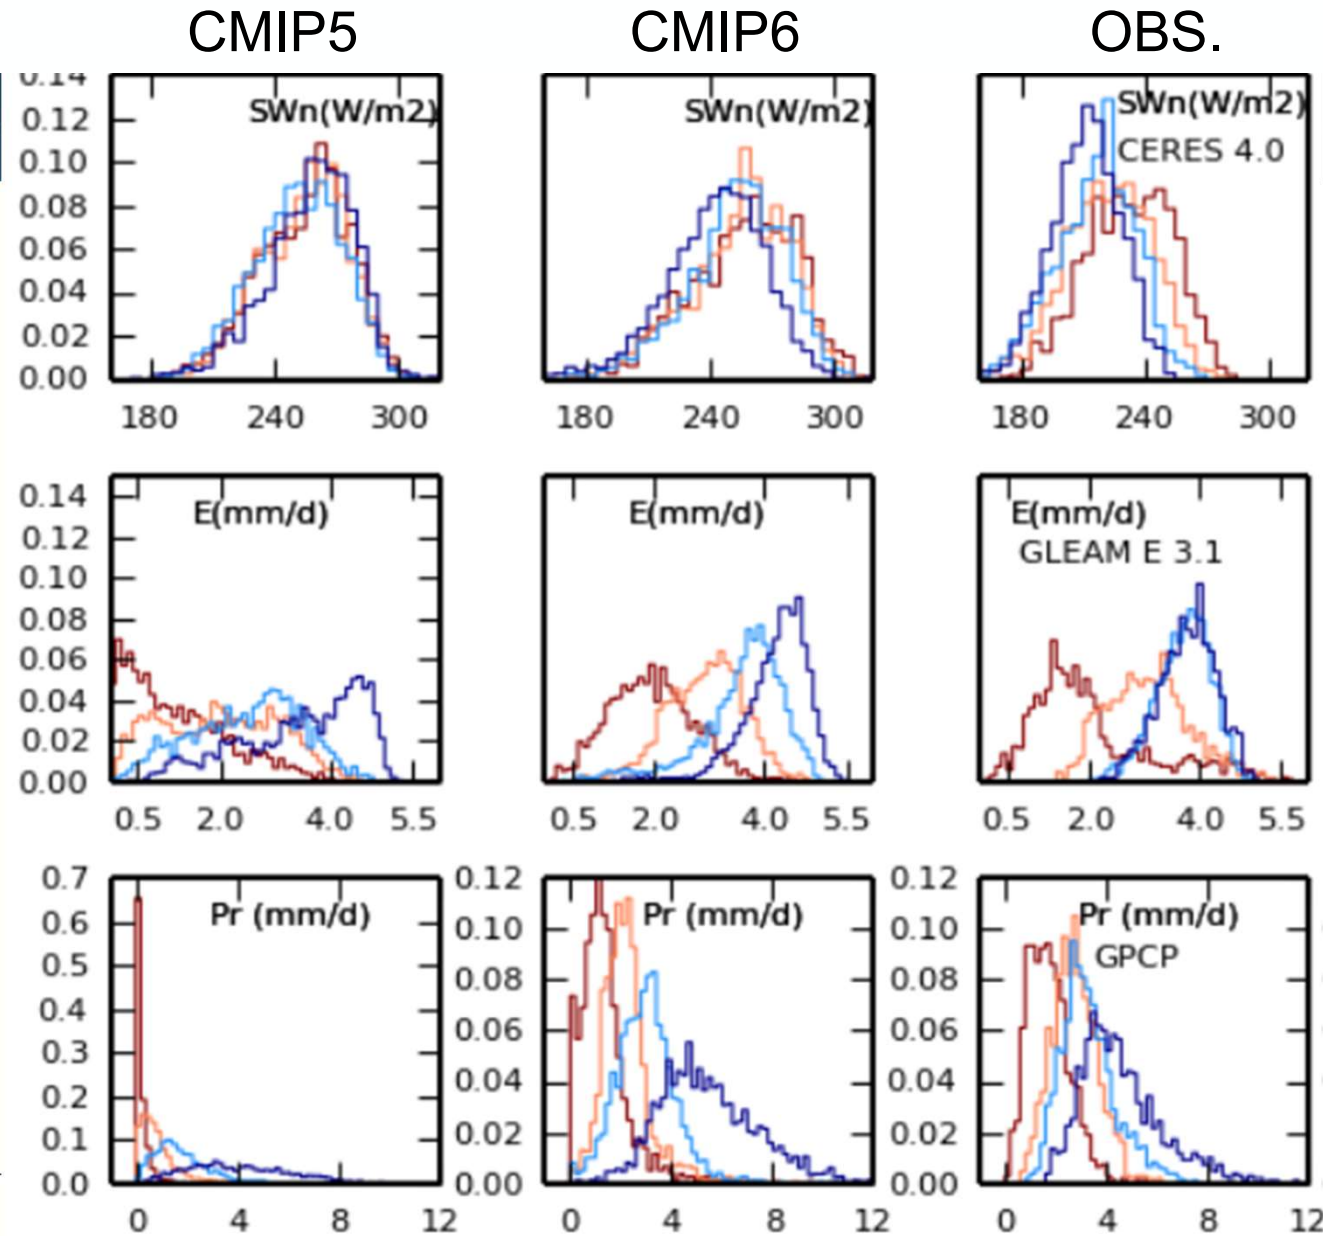 CMIP5 CMIP6 OBS.
0.14 SWn(W/m2) SWn(W/m2) SWn(W/m2)
0.12
CERES 4.0
0.10
0.08
0.06
0.04
0.02
0.00
180 240 300 180 240 300 180 240 300
0.14 E(mm/d) E(mm/d) E(mm/d)
0.12 GLEAM E 3.1
0.10
0.08
0.06
0.04
0.02
0.00
0.5 2.0 4.0 5.5 0.5 2.0 4.0 5.5 0.5 2.0 4.0 5.5
0.7 0.12 0.12
Pr (mm/d) Pr (mm/d) Pr (mm/d)
0.6 0.10 0.10
GPCP
0.5 0.08 0.08
0.4 0.06 0.06
0.3
0.04 0.04
0.2
0.1 0.02 0.02
0.0 0.00 0.00
0 4 8 12 0 4 8 12 0 4 8 12